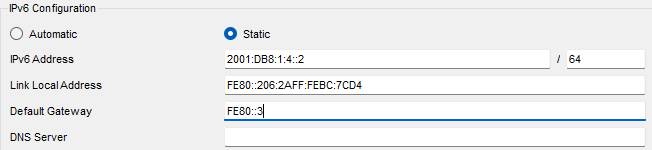 IPv6 Configuration
Automatic Static
IPv6 Address 2001:DB8:1:4::2 / 64
Link Local Address FE80::206:2AFF:FEBC:7CD4
Default Gateway FE80::3
DNS Server